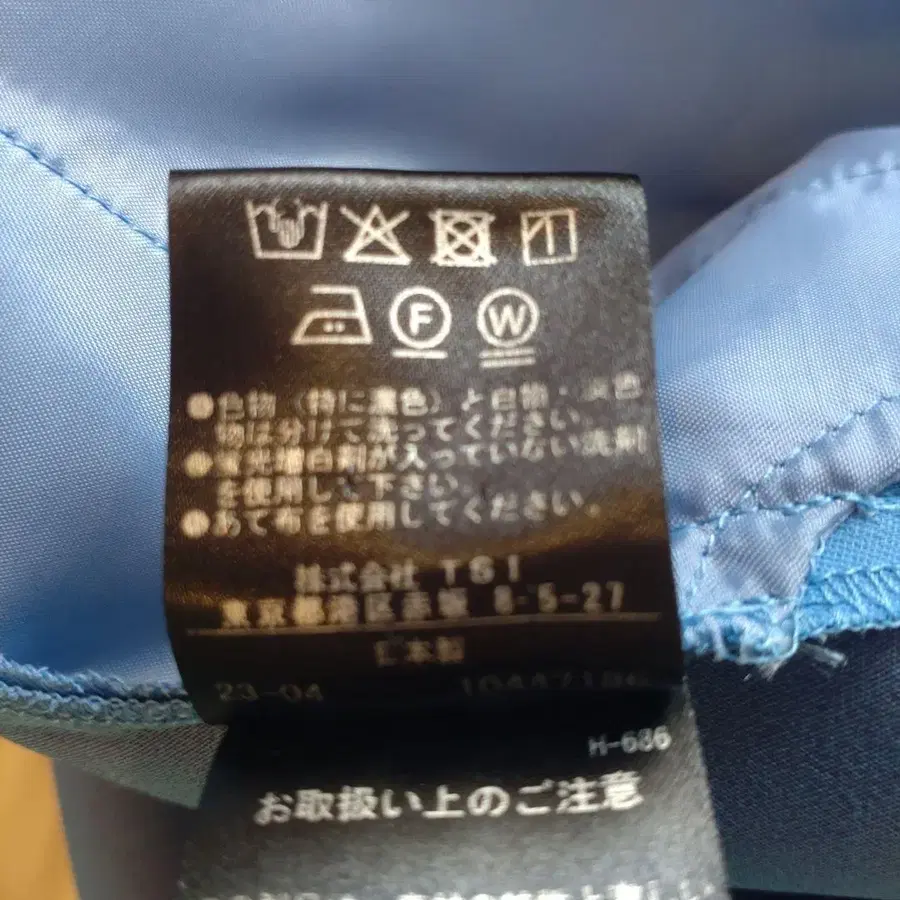 F W
●色物（特に濃色）と白物・淡色
物は分けて洗ってください。
●蛍光増白剤が入っていない洗剤
を使用し下さい。
●あて布を使用してください。
株式会社 TSI
東京都港区赤坂 8-5-27
日本製
23-04
H-686
お取扱い上のご注意